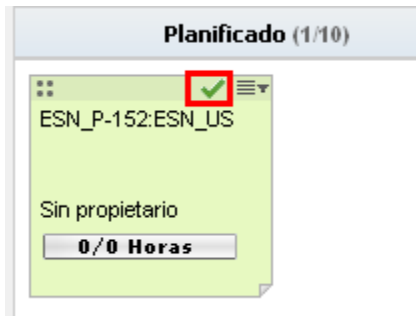 Planificado (1/10)
ESN_P-152:ESN_US
Sin propietario
0/0 Horas